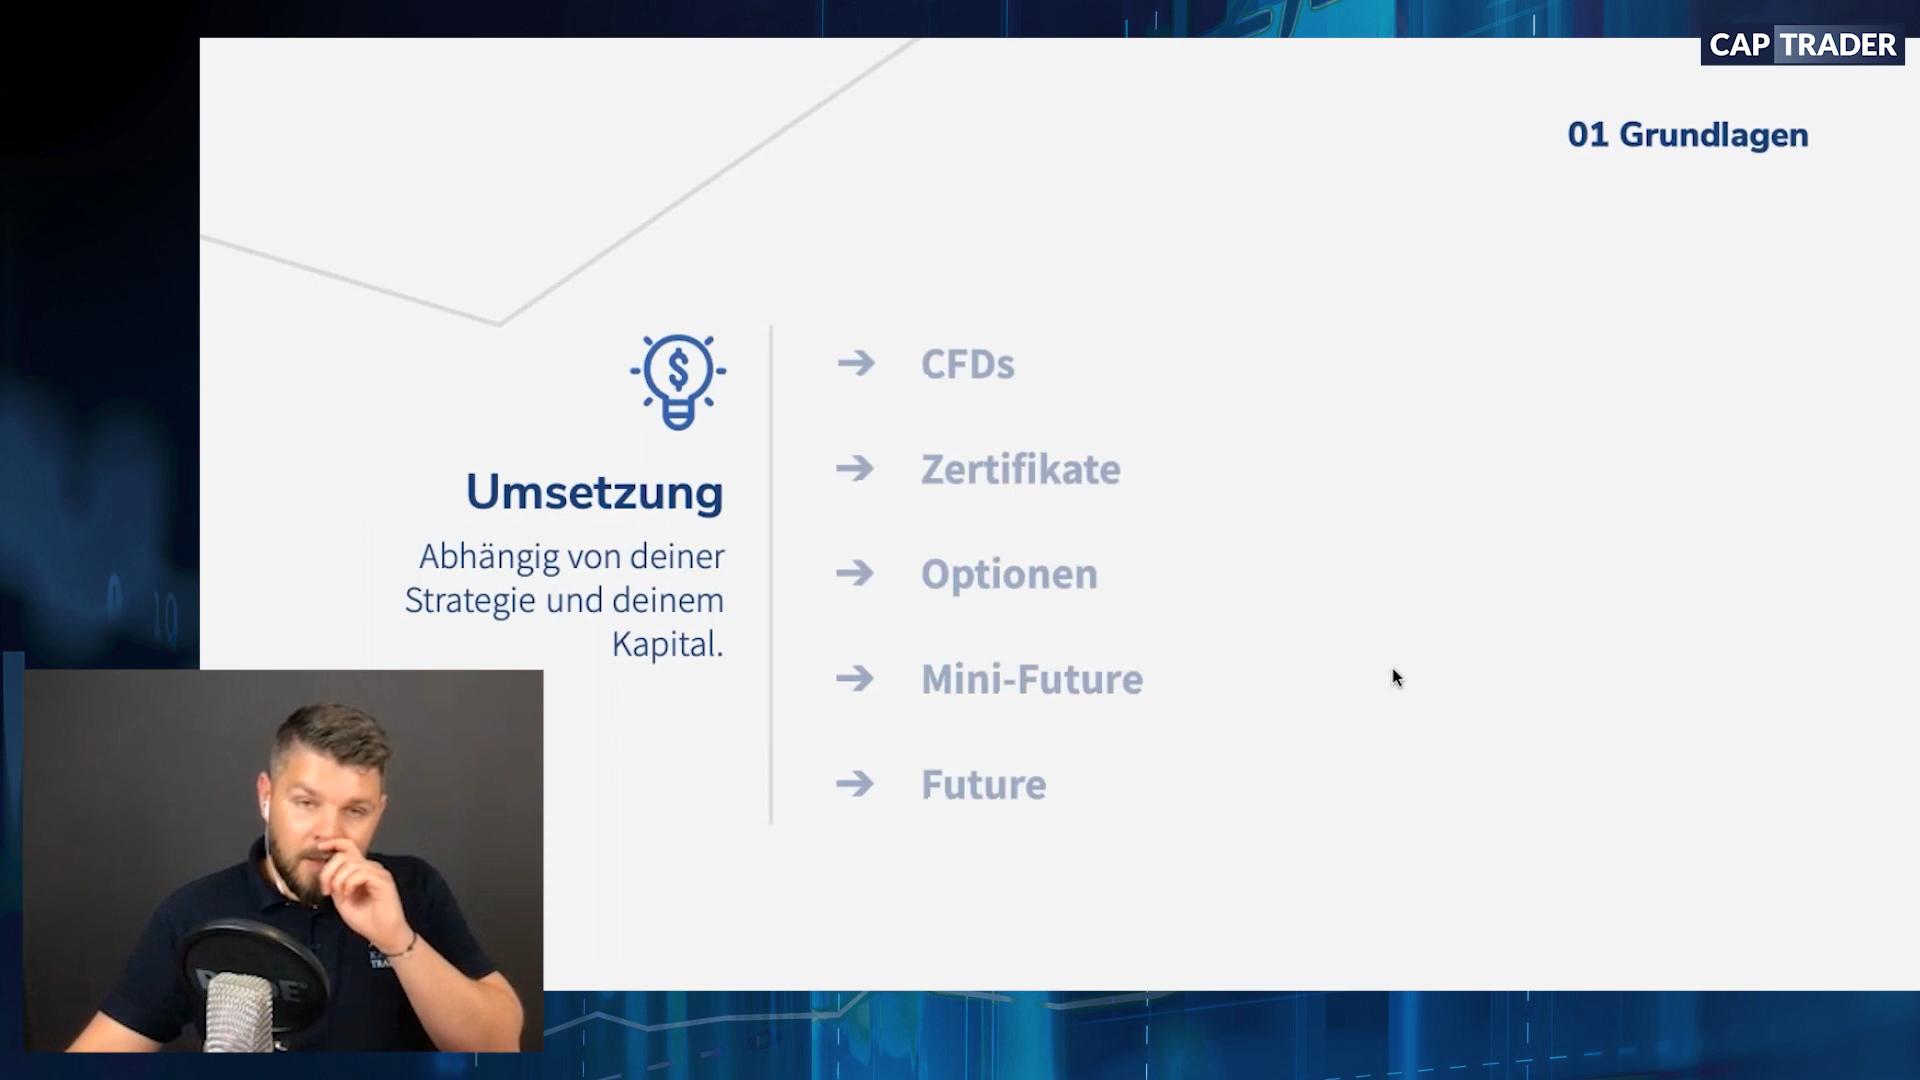 CAP TRADER
01 Grundlagen
Umsetzung
Abhängig von deiner
Strategie und deinem
Kapital.
CFDs
Zertifikate
Optionen
Mini-Future
Future